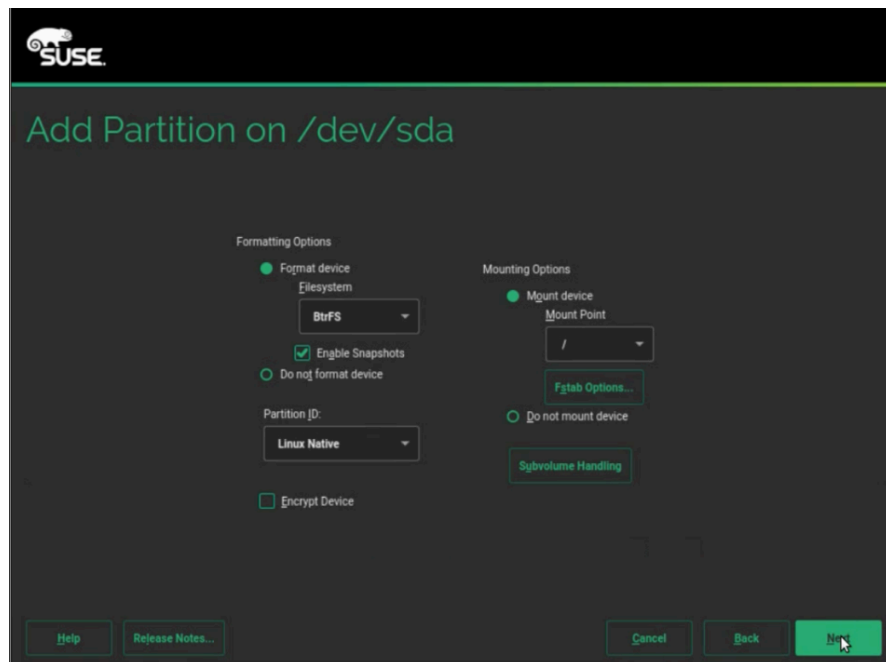 SUSE.
Add Partition on /dev/sda
Formatting Options
Format device
Filesystem
BtrFS
Enable Snapshots
Do not format device
Partition ID:
Linux Native
Encrypt Device
Mounting Options
Mount device
Mount Point
/
Fstab Options...
Do not mount device
Subvolume Handling
Help
Release Notes...
Cancel
Back
Next